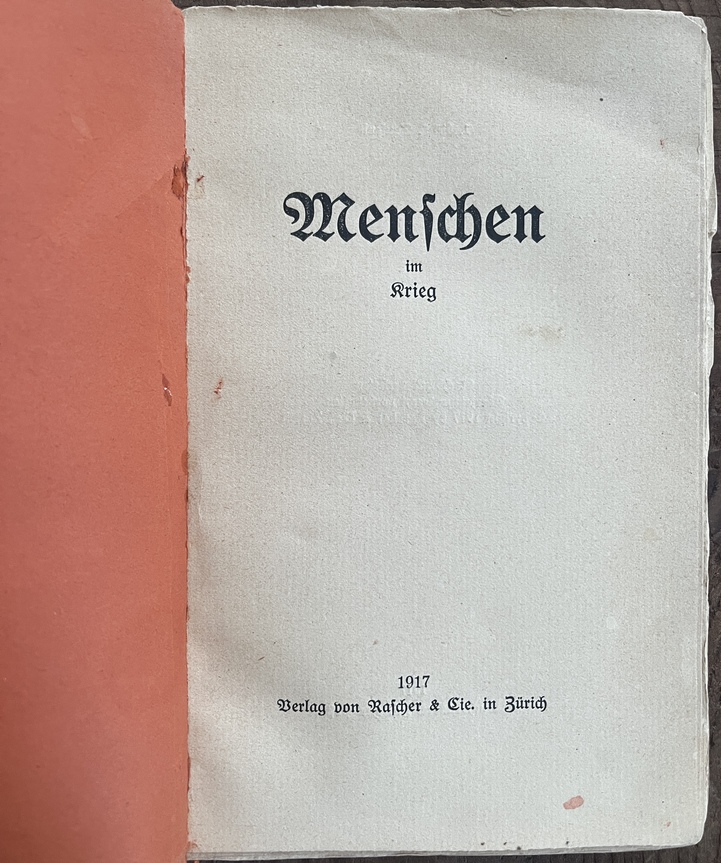 Menschen
im
Krieg
1917
Verlag von Rascher & Cie. in Zürich